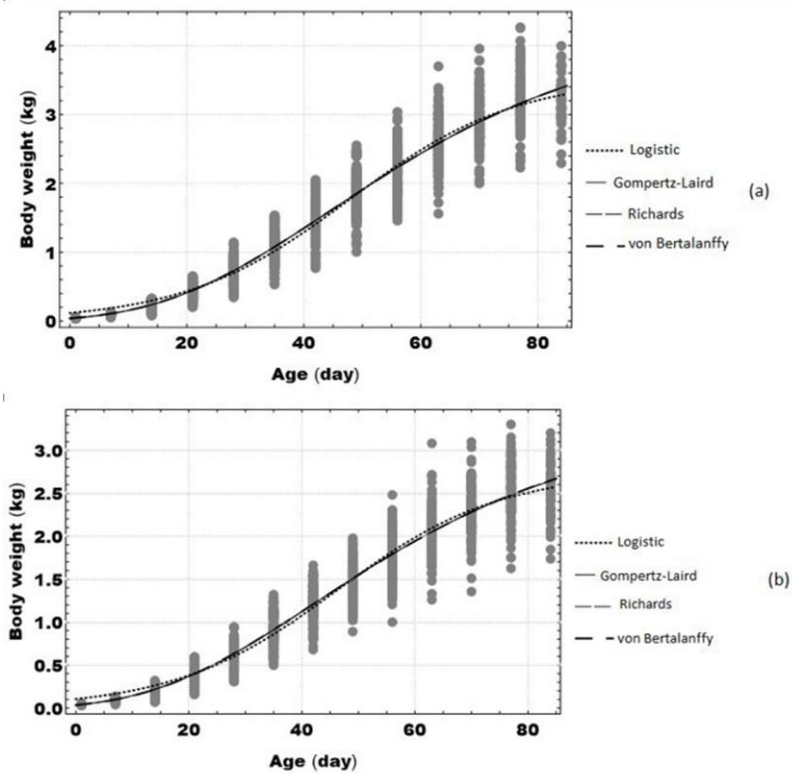 4
3
2
1
0
Body weight (kg)
0 20 40 60 80
Age (day)
Logistic
Gompertz-Laird
Richards
von Bertalanffy
(a)
3.0
2.5
2.0
1.5
1.0
0.5
0.0
Body weight (kg)
0 20 40 60 80
Age (day)
Logistic
Gompertz-Laird
Richards
von Bertalanffy
(b)